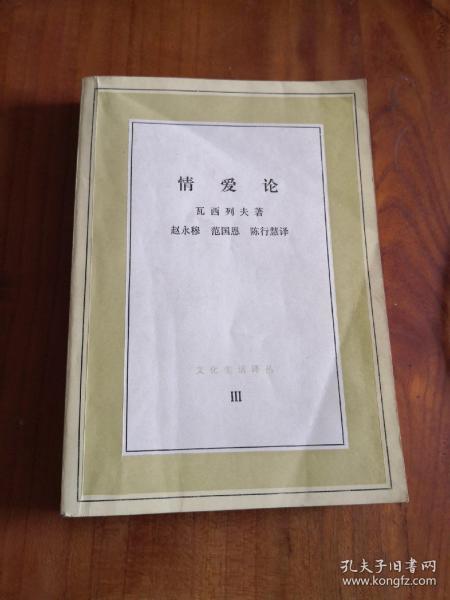 情爱论
瓦西列夫著
赵永穆 范国恩 陈行慧译
文化生活译丛
III
孔夫子旧书网
www.kongfz.com